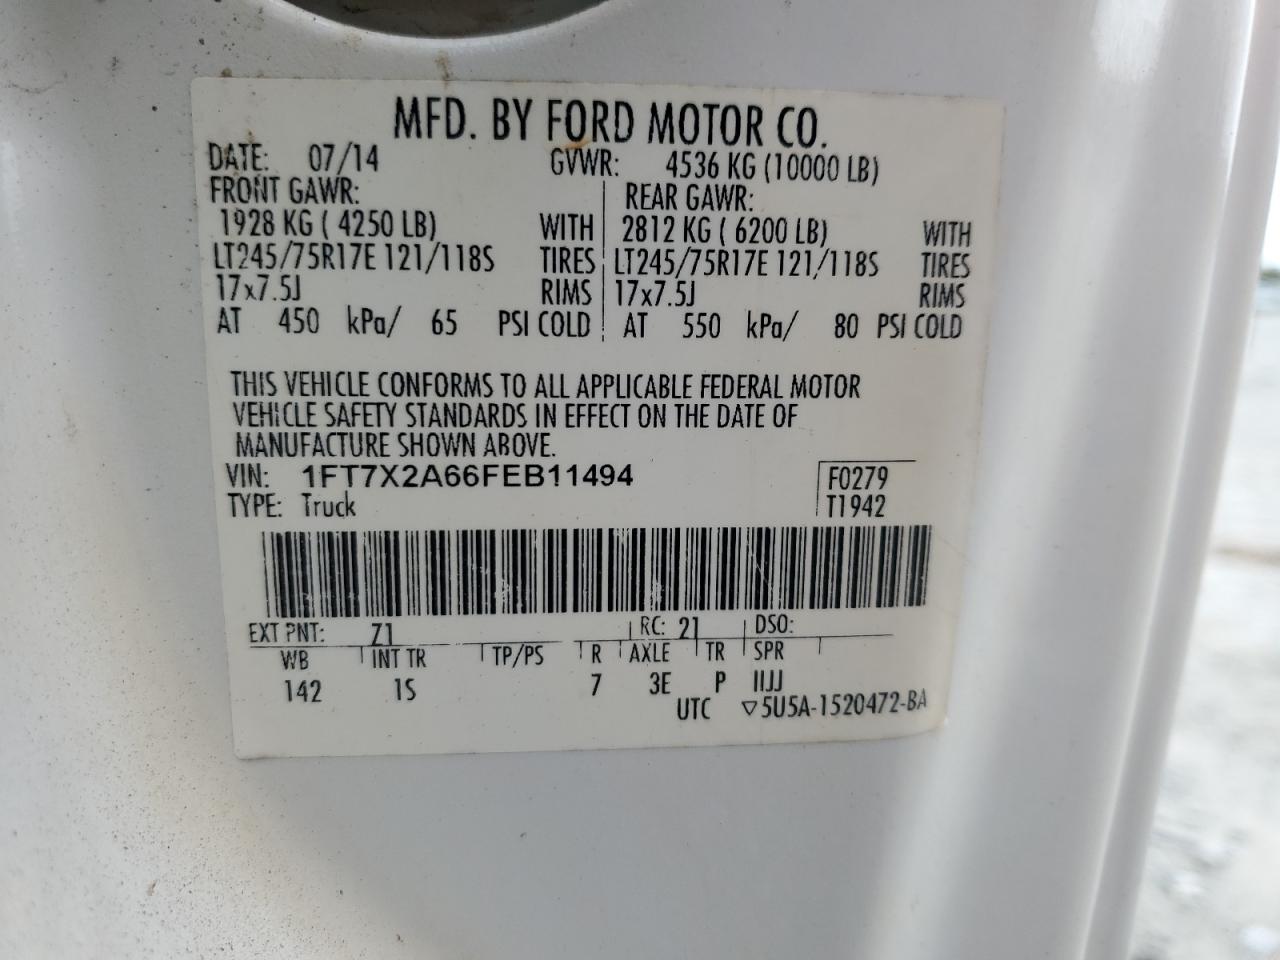 MFD. BY FORD MOTOR CO.
DATE: 07/14 GVWR: 4536 KG (10000 LB)
FRONT GAWR: REAR GAWR:
1928 KG ( 4250 LB) WITH 2812 KG ( 6200 LB) WITH
LT245/75R17E 121/118S TIRES LT245/75R17E 121/118S TIRES
17x7.5J RIMS 17x7.5J RIMS
AT 450 kPa/ 65 PSI COLD AT 550 kPa/ 80 PSI COLD
THIS VEHICLE CONFORMS TO ALL APPLICABLE FEDERAL MOTOR
VEHICLE SAFETY STANDARDS IN EFFECT ON THE DATE OF
MANUFACTURE SHOWN ABOVE.
VIN: 1FT7X2A66FEB11494 F0279
TYPE: Truck T1942
EXT PNT: Z1 RC: 21 DSO:
WB INT TR TP/PS R AXLE TR SPR
142 1S 7 3E P IIJJ
UTC ▽5U5A-1520472-BA